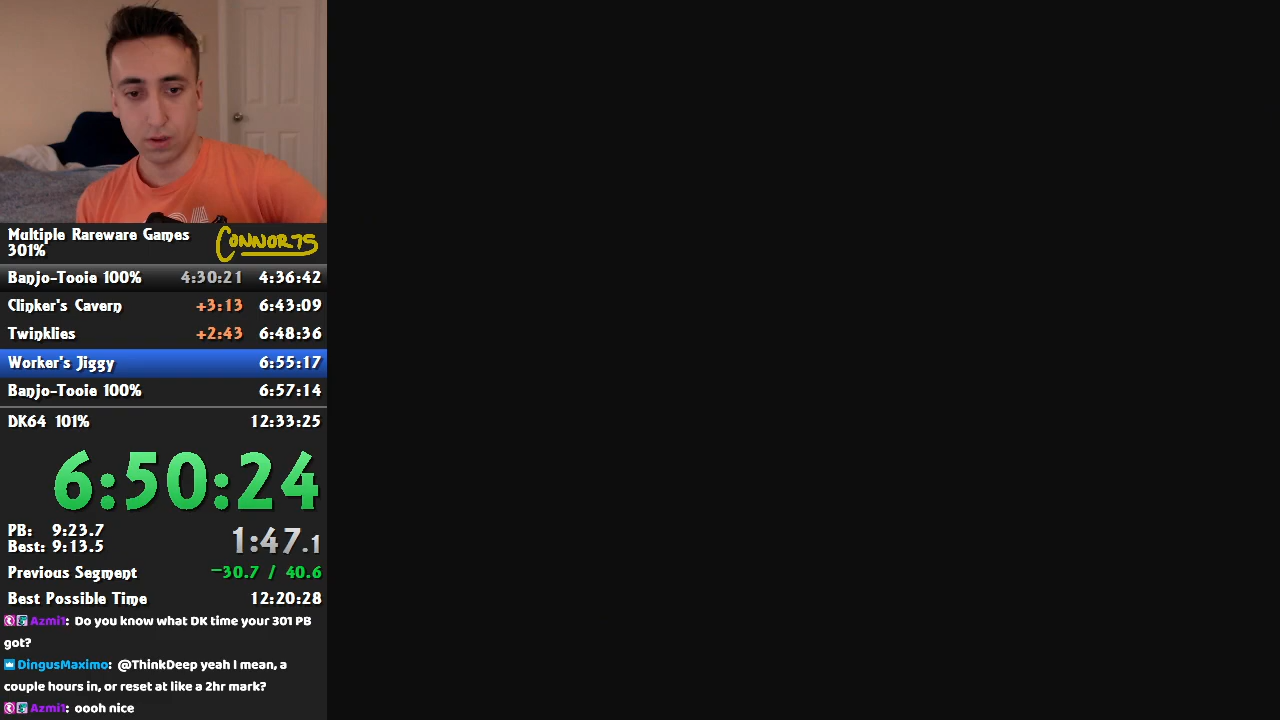 Multiple Rareware Games
301%
CONNOR75
Banjo-Tooie 100% 4:30:21 4:36:42
Clinker's Cavern +3:13 6:43:09
Twinklies +2:43 6:48:36
Worker's Jiggy 6:55:17
Banjo-Tooie 100% 6:57:14
DK64 101% 12:33:25
6:50:24
PB: 9:23.7
Best: 9:13.5
1:47.1
Previous Segment −30.7 / 40.6
Best Possible Time 12:20:28
Azmi1: Do you know what DK time your 301 PB
got?
DingusMaximo: @ThinkDeep yeah I mean, a
couple hours in, or reset at like a 2hr mark?
Azmi1: oooh nice